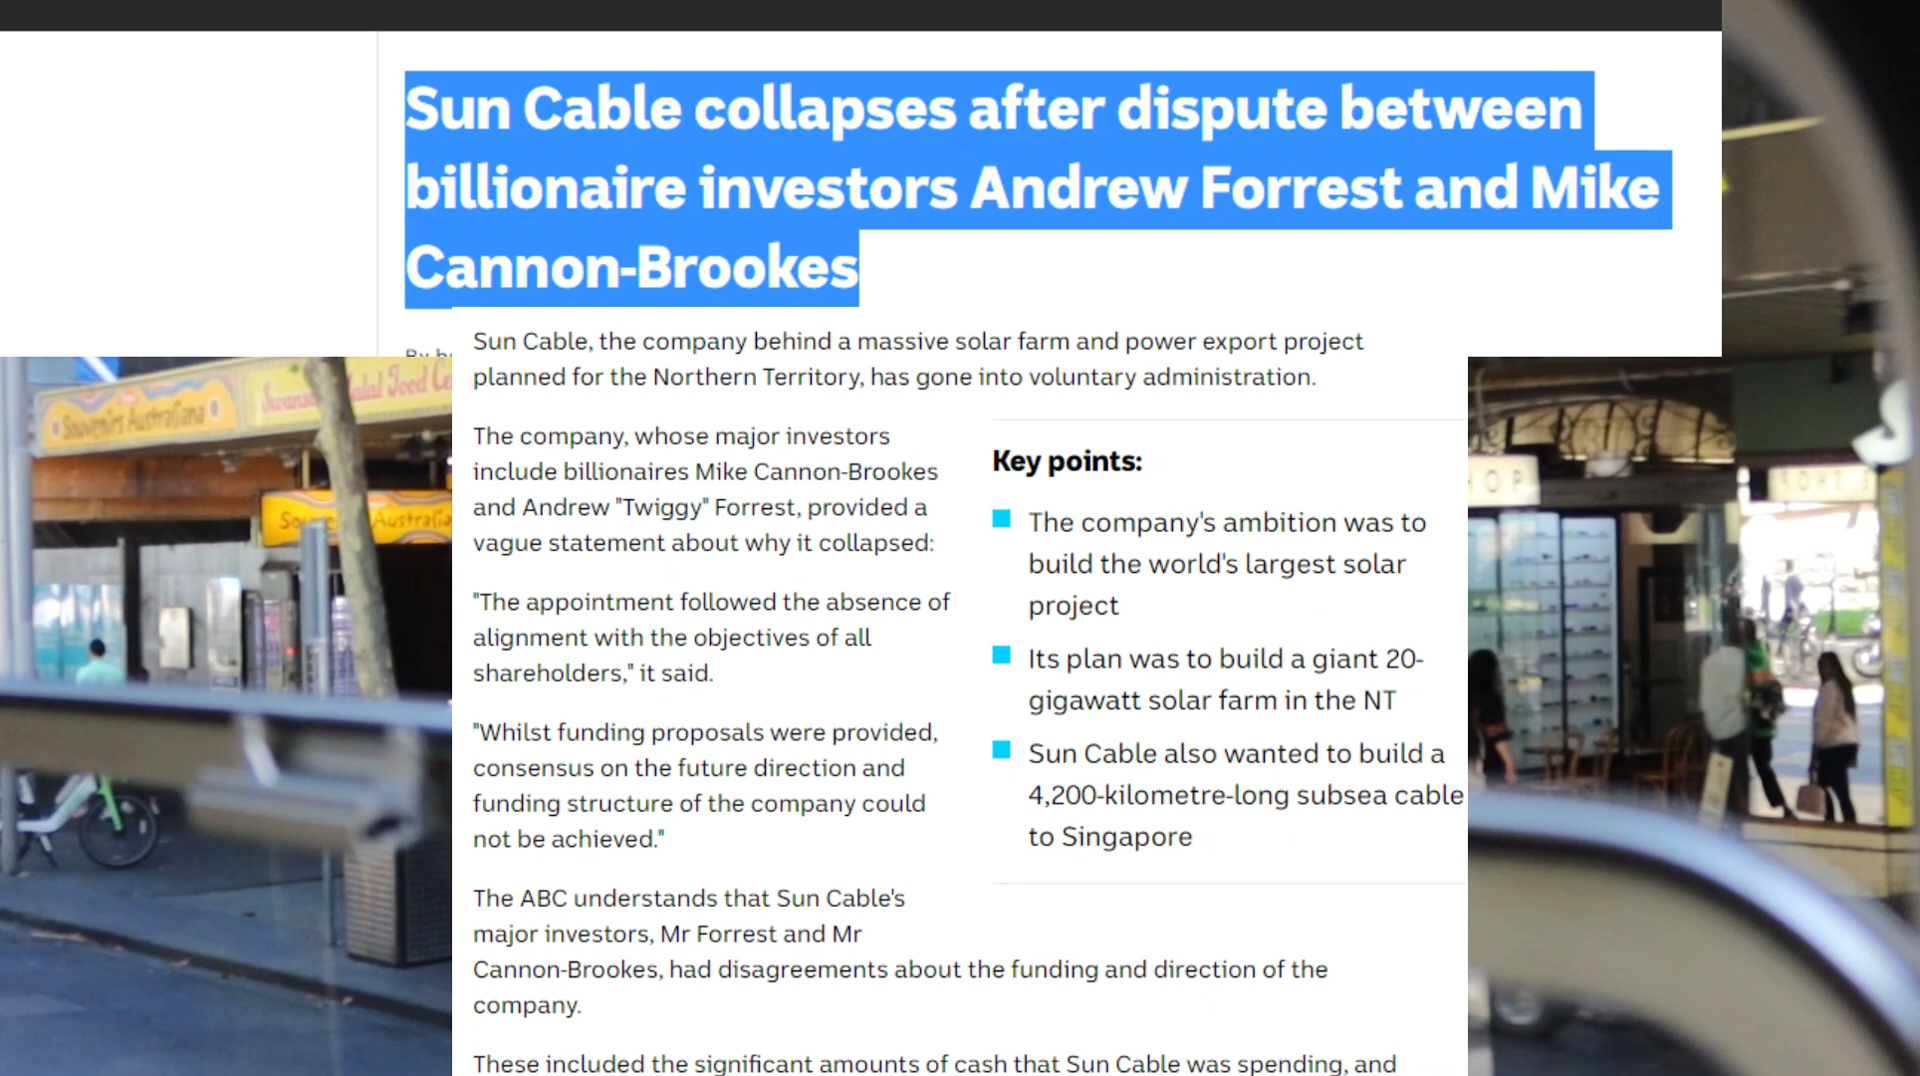 Sun Cable collapses after dispute between
billionaire investors Andrew Forrest and Mike
Cannon-Brookes
Sun Cable, the company behind a massive solar farm and power export project
planned for the Northern Territory, has gone into voluntary administration.
The company, whose major investors
include billionaires Mike Cannon-Brookes
and Andrew "Twiggy" Forrest, provided a
vague statement about why it collapsed:
"The appointment followed the absence of
alignment with the objectives of all
shareholders," it said.
"Whilst funding proposals were provided,
consensus on the future direction and
funding structure of the company could
not be achieved."
The ABC understands that Sun Cable's
major investors, Mr Forrest and Mr
Cannon-Brookes, had disagreements about the funding and direction of the
company.
These included the significant amounts of cash that Sun Cable was spending, and
Key points:
The company's ambition was to
build the world's largest solar
project
Its plan was to build a giant 20-
gigawatt solar farm in the NT
Sun Cable also wanted to build a
4,200-kilometre-long subsea cable
to Singapore
Souvenirs Australiana
Halal Food
Australia